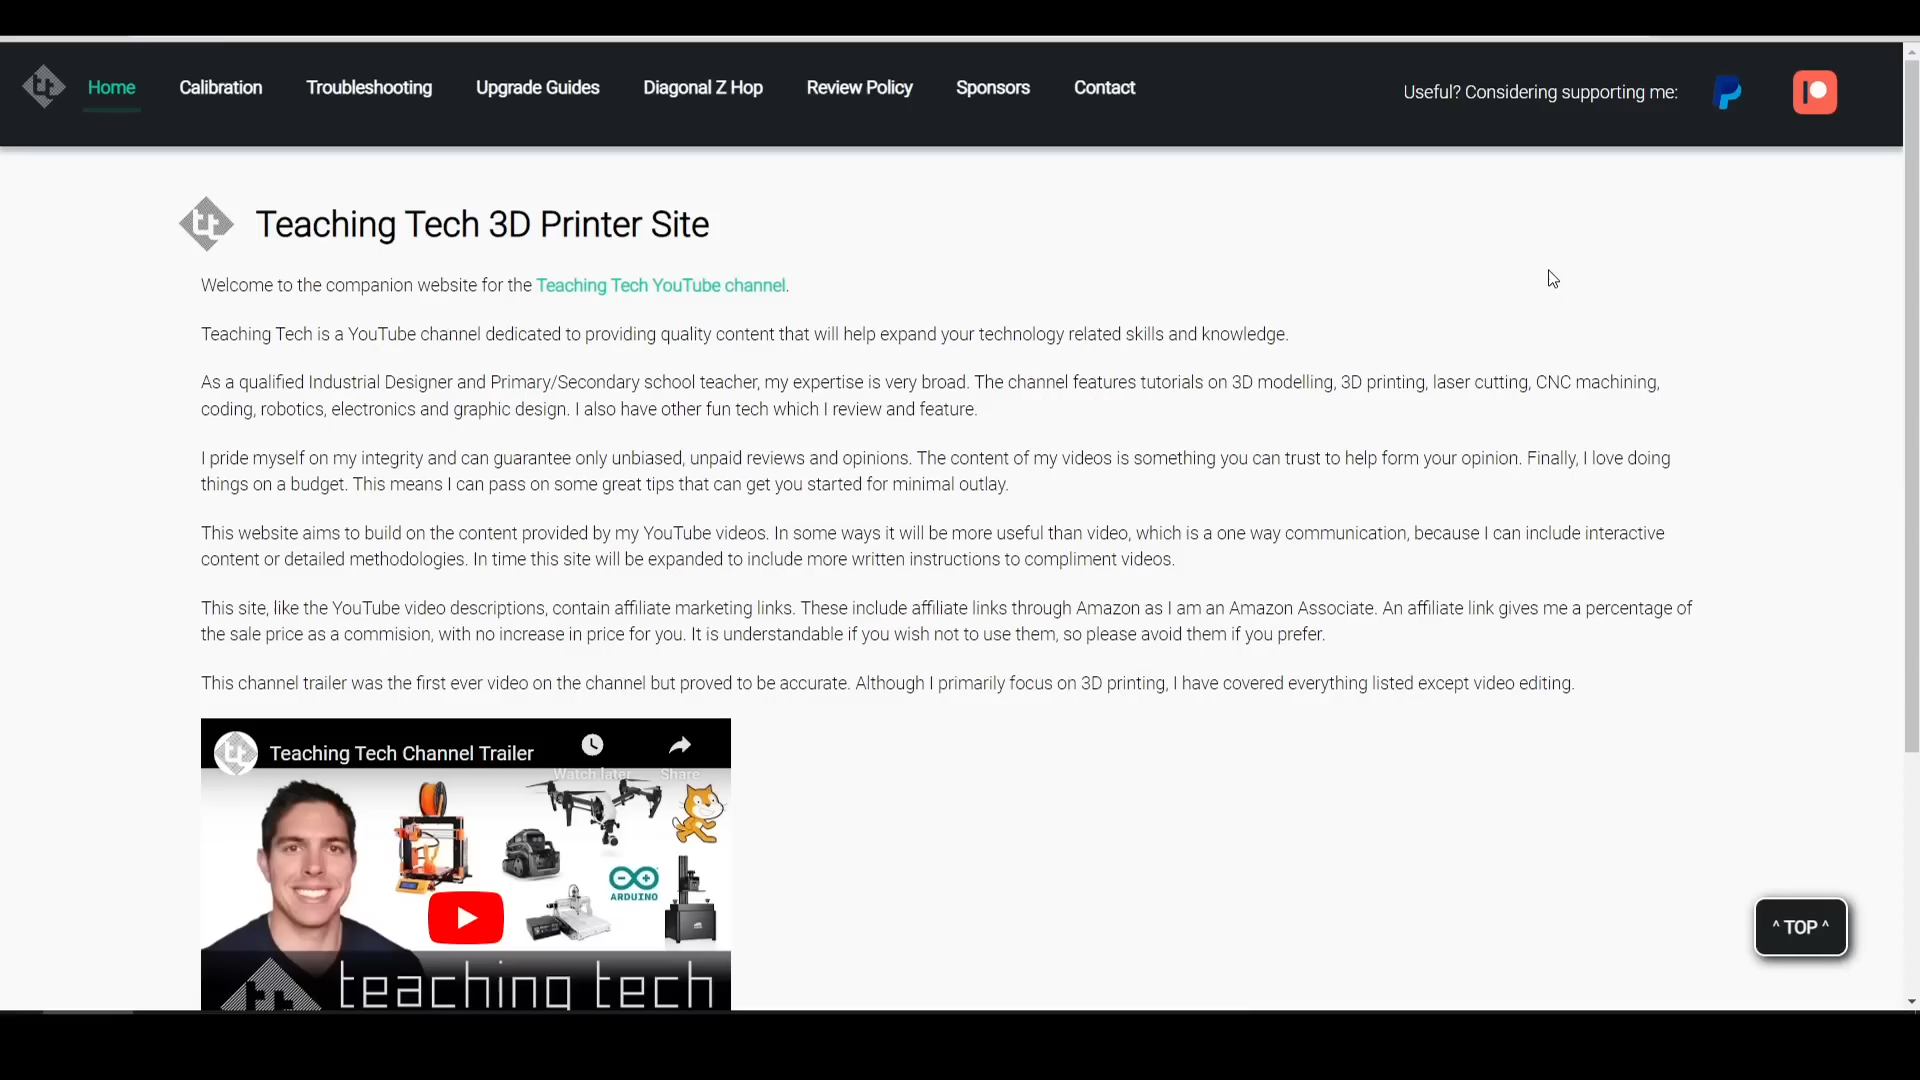 Home Calibration Troubleshooting Upgrade Guides Diagonal Z Hop Review Policy Sponsors Contact Useful? Considering supporting me:
Teaching Tech 3D Printer Site
Welcome to the companion website for the Teaching Tech YouTube channel.
Teaching Tech is a YouTube channel dedicated to providing quality content that will help expand your technology related skills and knowledge.
As a qualified Industrial Designer and Primary/Secondary school teacher, my expertise is very broad. The channel features tutorials on 3D modelling, 3D printing, laser cutting, CNC machining,
coding, robotics, electronics and graphic design. I also have other fun tech which I review and feature.
I pride myself on my integrity and can guarantee only unbiased, unpaid reviews and opinions. The content of my videos is something you can trust to help form your opinion. Finally, I love doing
things on a budget. This means I can pass on some great tips that can get you started for minimal outlay.
This website aims to build on the content provided by my YouTube videos. In some ways it will be more useful than video, which is a one way communication, because I can include interactive
content or detailed methodologies. In time this site will be expanded to include more written instructions to compliment videos.
This site, like the YouTube video descriptions, contain affiliate marketing links. These include affiliate links through Amazon as I am an Amazon Associate. An affiliate link gives me a percentage of
the sale price as a commision, with no increase in price for you. It is understandable if you wish not to use them, so please avoid them if you prefer.
This channel trailer was the first ever video on the channel but proved to be accurate. Although I primarily focus on 3D printing, I have covered everything listed except video editing.
Teaching Tech Channel Trailer
Watch later Share
ARDUINO
teaching tech
^ TOP ^